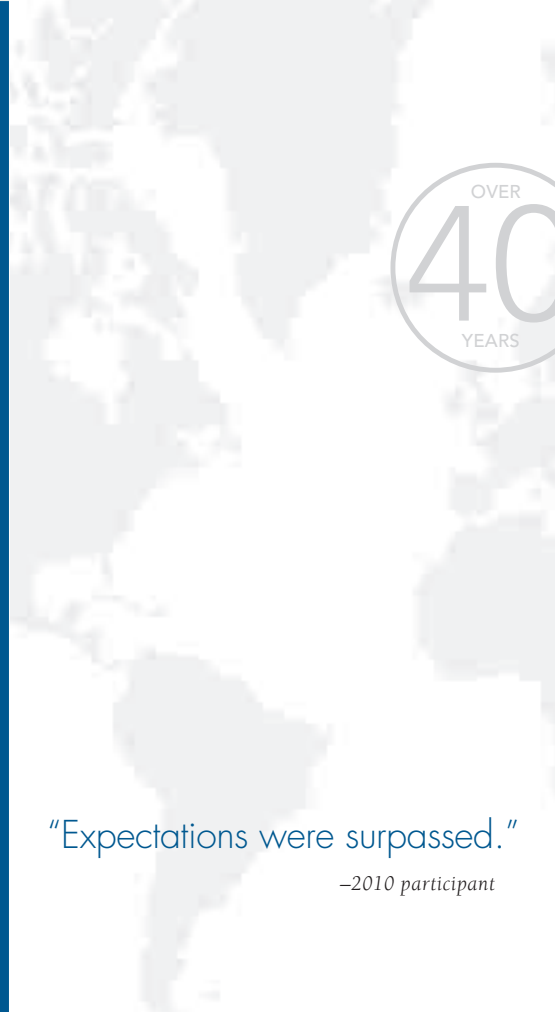 OVER
40
YEARS
“Expectations were surpassed.”
–2010 participant